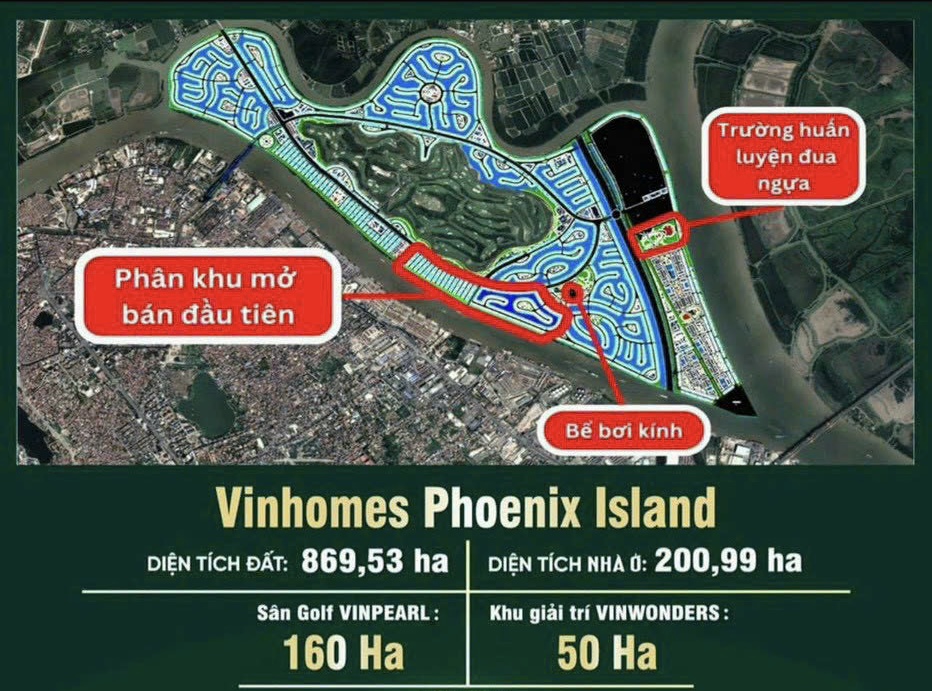 Trường huấn
luyện đua
ngựa
Phân khu mở
bán đầu tiên
Bể bơi kính
Vinhomes Phoenix Island
DIỆN TÍCH ĐẤT: 869,53 ha
DIỆN TÍCH NHÀ Ở: 200,99 ha
Sân Golf VINPEARL:
160 Ha
Khu giải trí VINWONDERS:
50 Ha